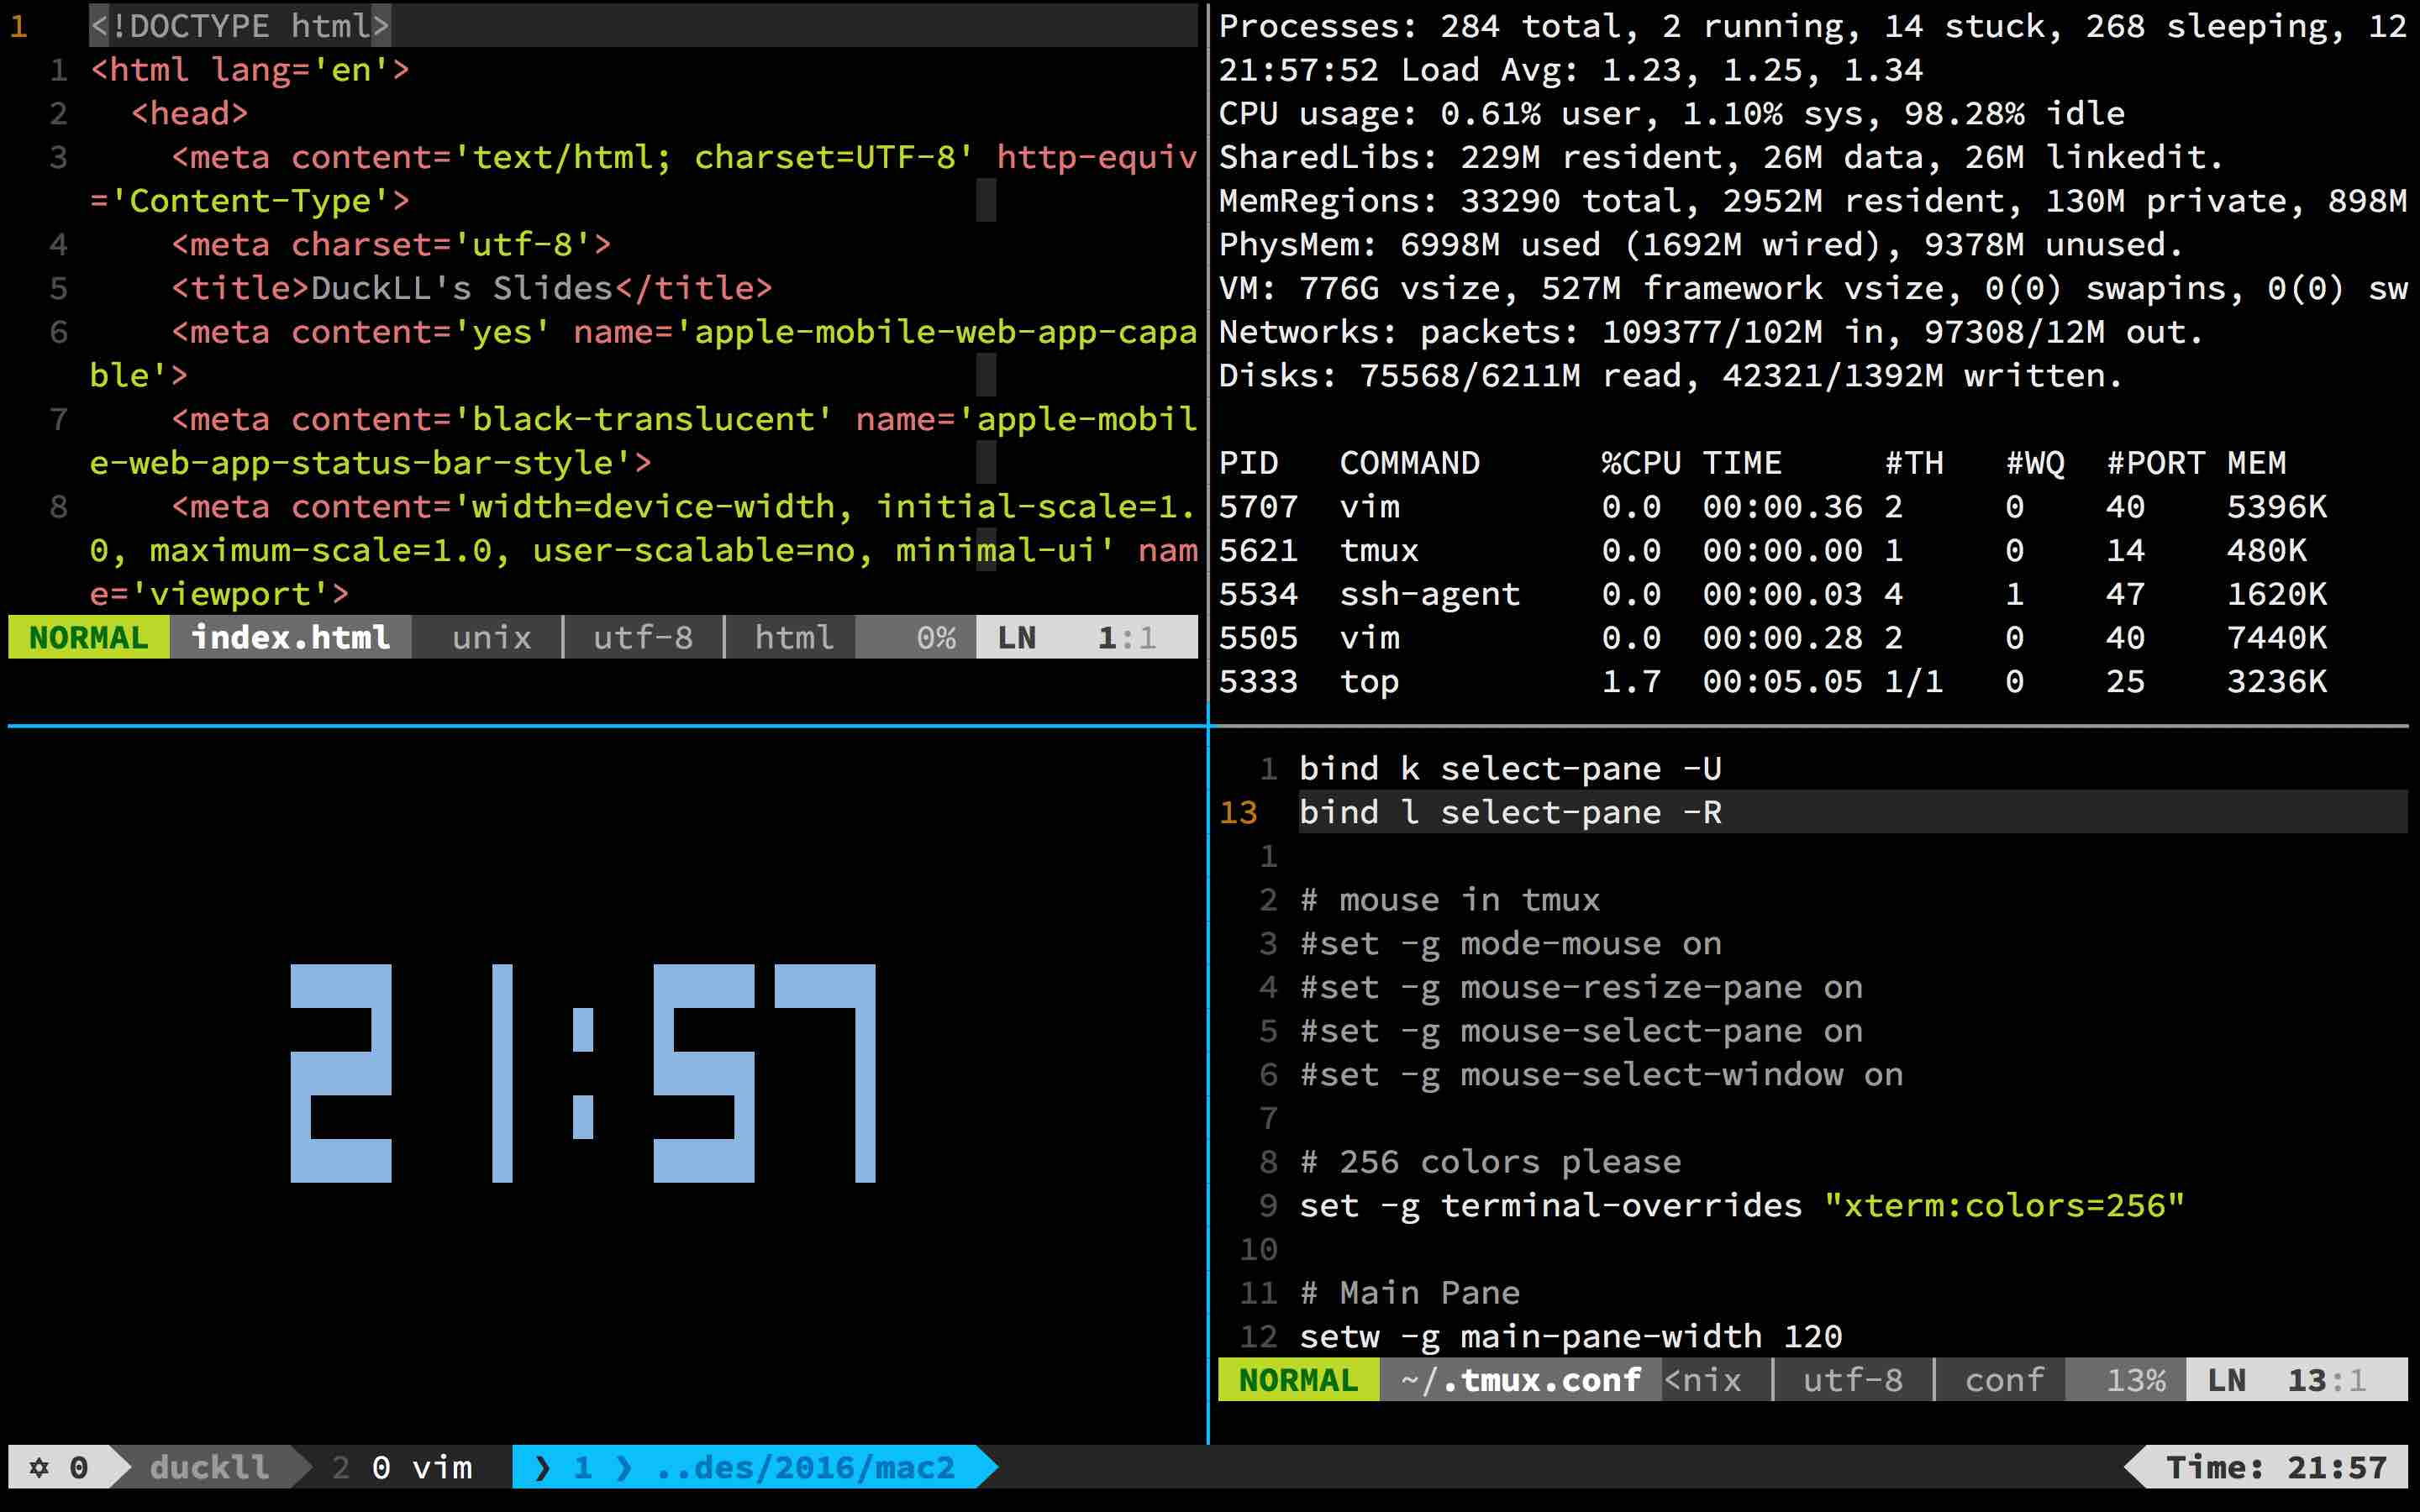 1 <!DOCTYPE html>
1 <html lang='en'>
2 <head>
3 <meta content='text/html; charset=UTF-8' http-equiv
='Content-Type'>
4 <meta charset='utf-8'>
5 <title>DuckLL's Slides</title>
6 <meta content='yes' name='apple-mobile-web-app-capa
ble'>
7 <meta content='black-translucent' name='apple-mobil
e-web-app-status-bar-style'>
8 <meta content='width=device-width, initial-scale=1.
0, maximum-scale=1.0, user-scalable=no, minimal-ui' nam
e='viewport'>
NORMAL index.html unix | utf-8 | html 0% LN 1:1
Processes: 284 total, 2 running, 14 stuck, 268 sleeping, 12
21:57:52 Load Avg: 1.23, 1.25, 1.34
CPU usage: 0.61% user, 1.10% sys, 98.28% idle
SharedLibs: 229M resident, 26M data, 26M linkedit.
MemRegions: 33290 total, 2952M resident, 130M private, 898M
PhysMem: 6998M used (1692M wired), 9378M unused.
VM: 776G vsize, 527M framework vsize, 0(0) swapins, 0(0) sw
Networks: packets: 109377/102M in, 97308/12M out.
Disks: 75568/6211M read, 42321/1392M written.
PID COMMAND %CPU TIME #TH #WQ #PORT MEM
5707 vim 0.0 00:00.36 2 0 40 5396K
5621 tmux 0.0 00:00.00 1 0 14 480K
5534 ssh-agent 0.0 00:00.03 4 1 47 1620K
5505 vim 0.0 00:00.28 2 0 40 7440K
5333 top 1.7 00:05.05 1/1 0 25 3236K
21:57
1 bind k select-pane -U
13 bind l select-pane -R
1
2 # mouse in tmux
3 #set -g mode-mouse on
4 #set -g mouse-resize-pane on
5 #set -g mouse-select-pane on
6 #set -g mouse-select-window on
7
8 # 256 colors please
9 set -g terminal-overrides "xterm:colors=256"
10
11 # Main Pane
12 setw -g main-pane-width 120
NORMAL ~/.tmux.conf <nix | utf-8 | conf 13% LN 13:1
✡ 0 duckll 2 0 vim ❯ 1 ❯ ..des/2016/mac2 Time: 21:57